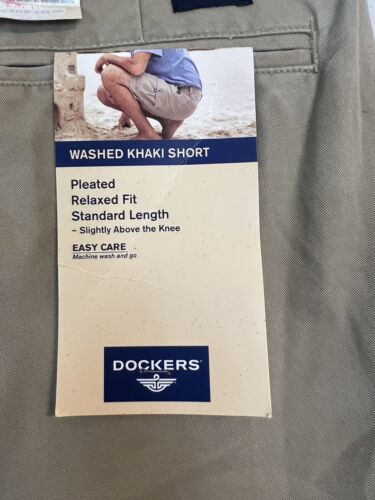 WASHED KHAKI SHORT
Pleated
Relaxed Fit
Standard Length
– Slightly Above the Knee
EASY CARE
Machine wash and go
DOCKERS®